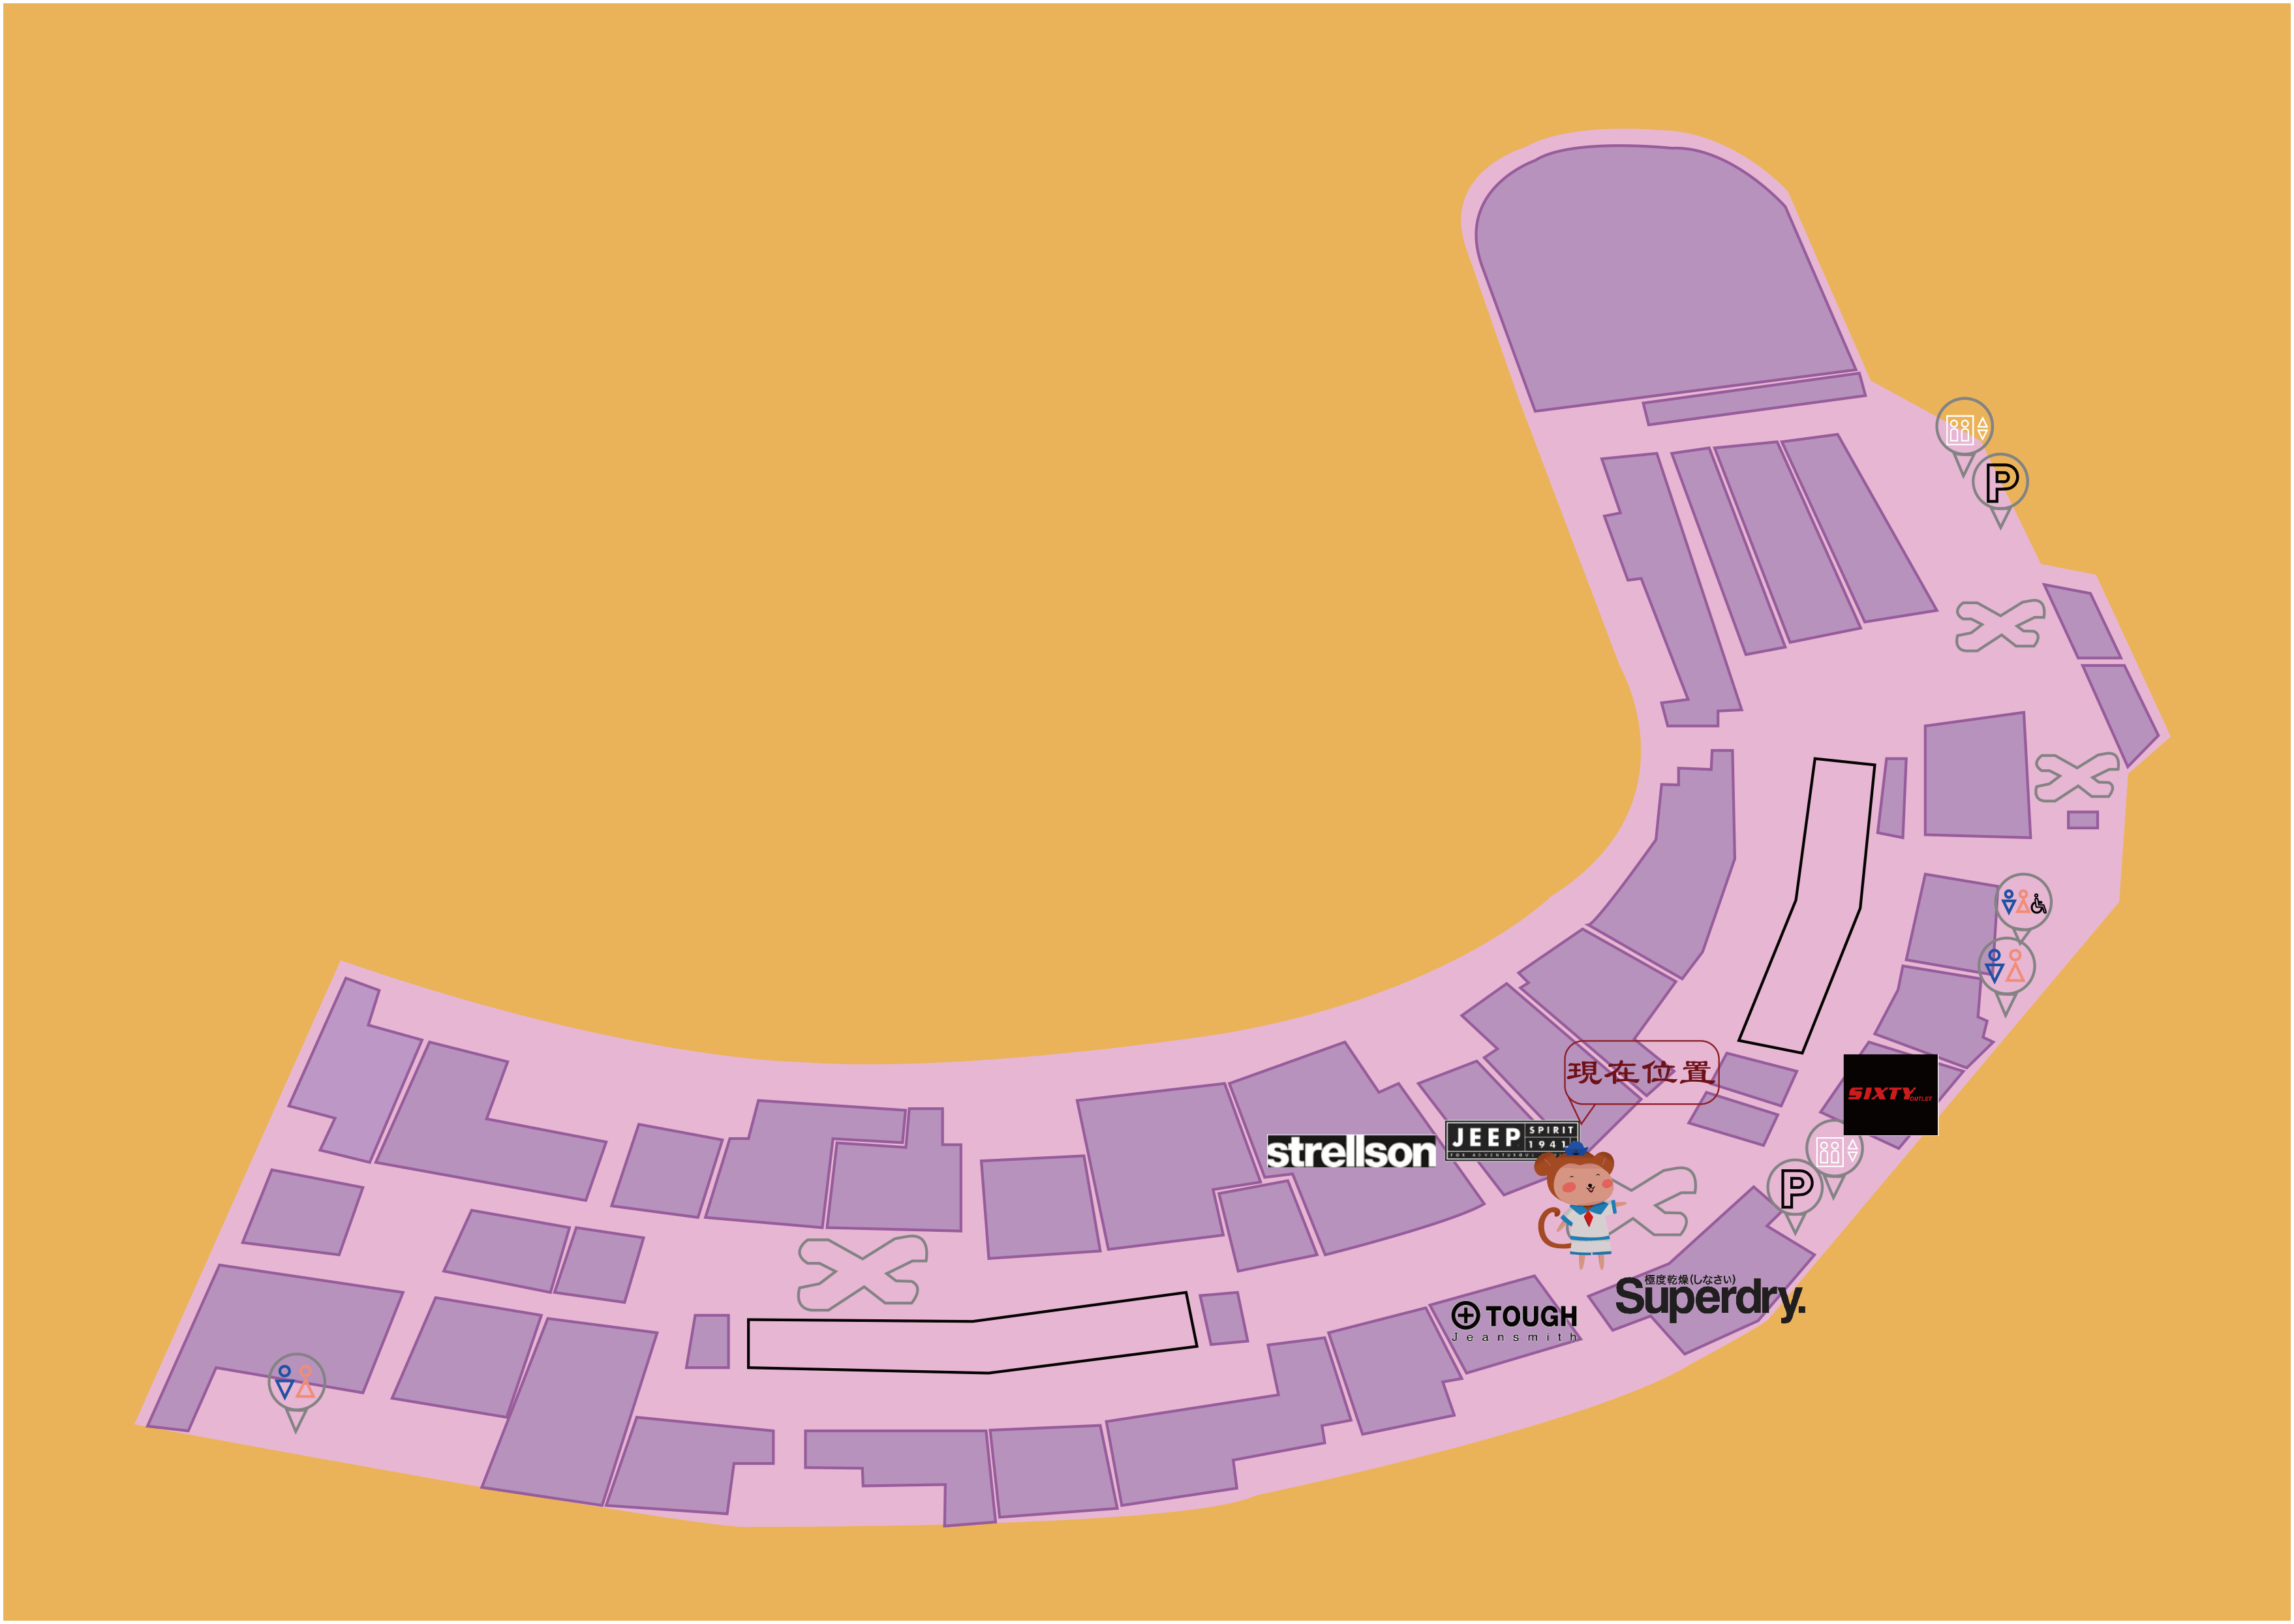 P
現在位置
SIXTY
OUTLET
JEEP
SPIRIT
1941
strellson
P
極度乾燥(しなさい)
Superdry.
TOUGH
Jeansmith